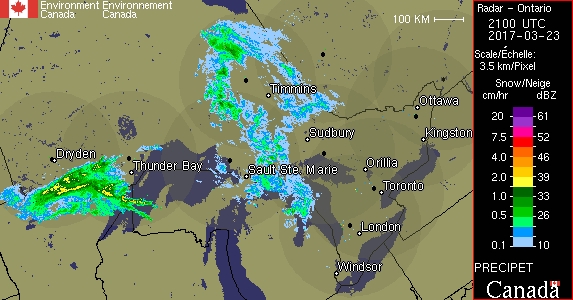 Environment Environnement
Canada Canada
100 KM
Timmins
Ottawa
Sudbury
Kingston
Dryden
Thunder Bay
Sault Ste. Marie
Orillia
Toronto
London
Windsor
Radar - Ontario
2100 UTC
2017-03-23
Scale/Échelle:
3.5 km/Pixel
Snow/Neige
cm/hr dBZ
20 61
7.5 57
5.0 52
4.0 46
2.0 39
1.0 33
0.5 26
0.1 10
PRECIPET
Canada